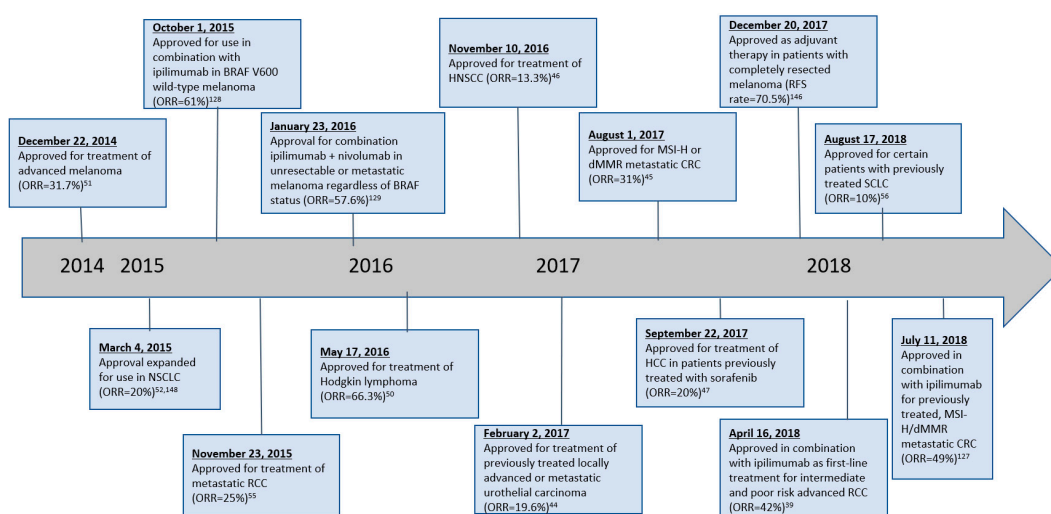 October 1, 2015
Approved for use in
combination with
ipilimumab in BRAF V600
wild-type melanoma
(ORR=61%)128
November 10, 2016
Approved for treatment of
HNSCC (ORR=13.3%)46
December 20, 2017
Approved as adjuvant
therapy in patients with
completely resected
melanoma (RFS
rate=70.5%)146
December 22, 2014
Approved for treatment of
advanced melanoma
(ORR=31.7%)51
January 23, 2016
Approval for combination
ipilimumab + nivolumab in
unresectable or metastatic
melanoma regardless of BRAF
status (ORR=57.6%)129
August 1, 2017
Approved for MSI-H or
dMMR metastatic CRC
(ORR=31%)45
August 17, 2018
Approved for certain
patients with previously
treated SCLC
(ORR=10%)56
2014 2015 2016 2017 2018
March 4, 2015
Approval expanded
for use in NSCLC
(ORR=20%)52,148
May 17, 2016
Approved for treatment of
Hodgkin lymphoma
(ORR=66.3%)50
September 22, 2017
Approved for treatment of
HCC in patients previously
treated with sorafenib
(ORR=20%)47
July 11, 2018
Approved in
combination
with ipilimumab for
previously
treated, MSI-
H/dMMR
metastatic CRC
(ORR=49%)127
November 23, 2015
Approved for treatment of
metastatic RCC
(ORR=25%)55
February 2, 2017
Approved for treatment of
previously treated locally
advanced or metastatic
urothelial carcinoma
(ORR=19.6%)44
April 16, 2018
Approved in combination
with ipilimumab as first-line
treatment for intermediate
and poor risk advanced RCC
(ORR=42%)39